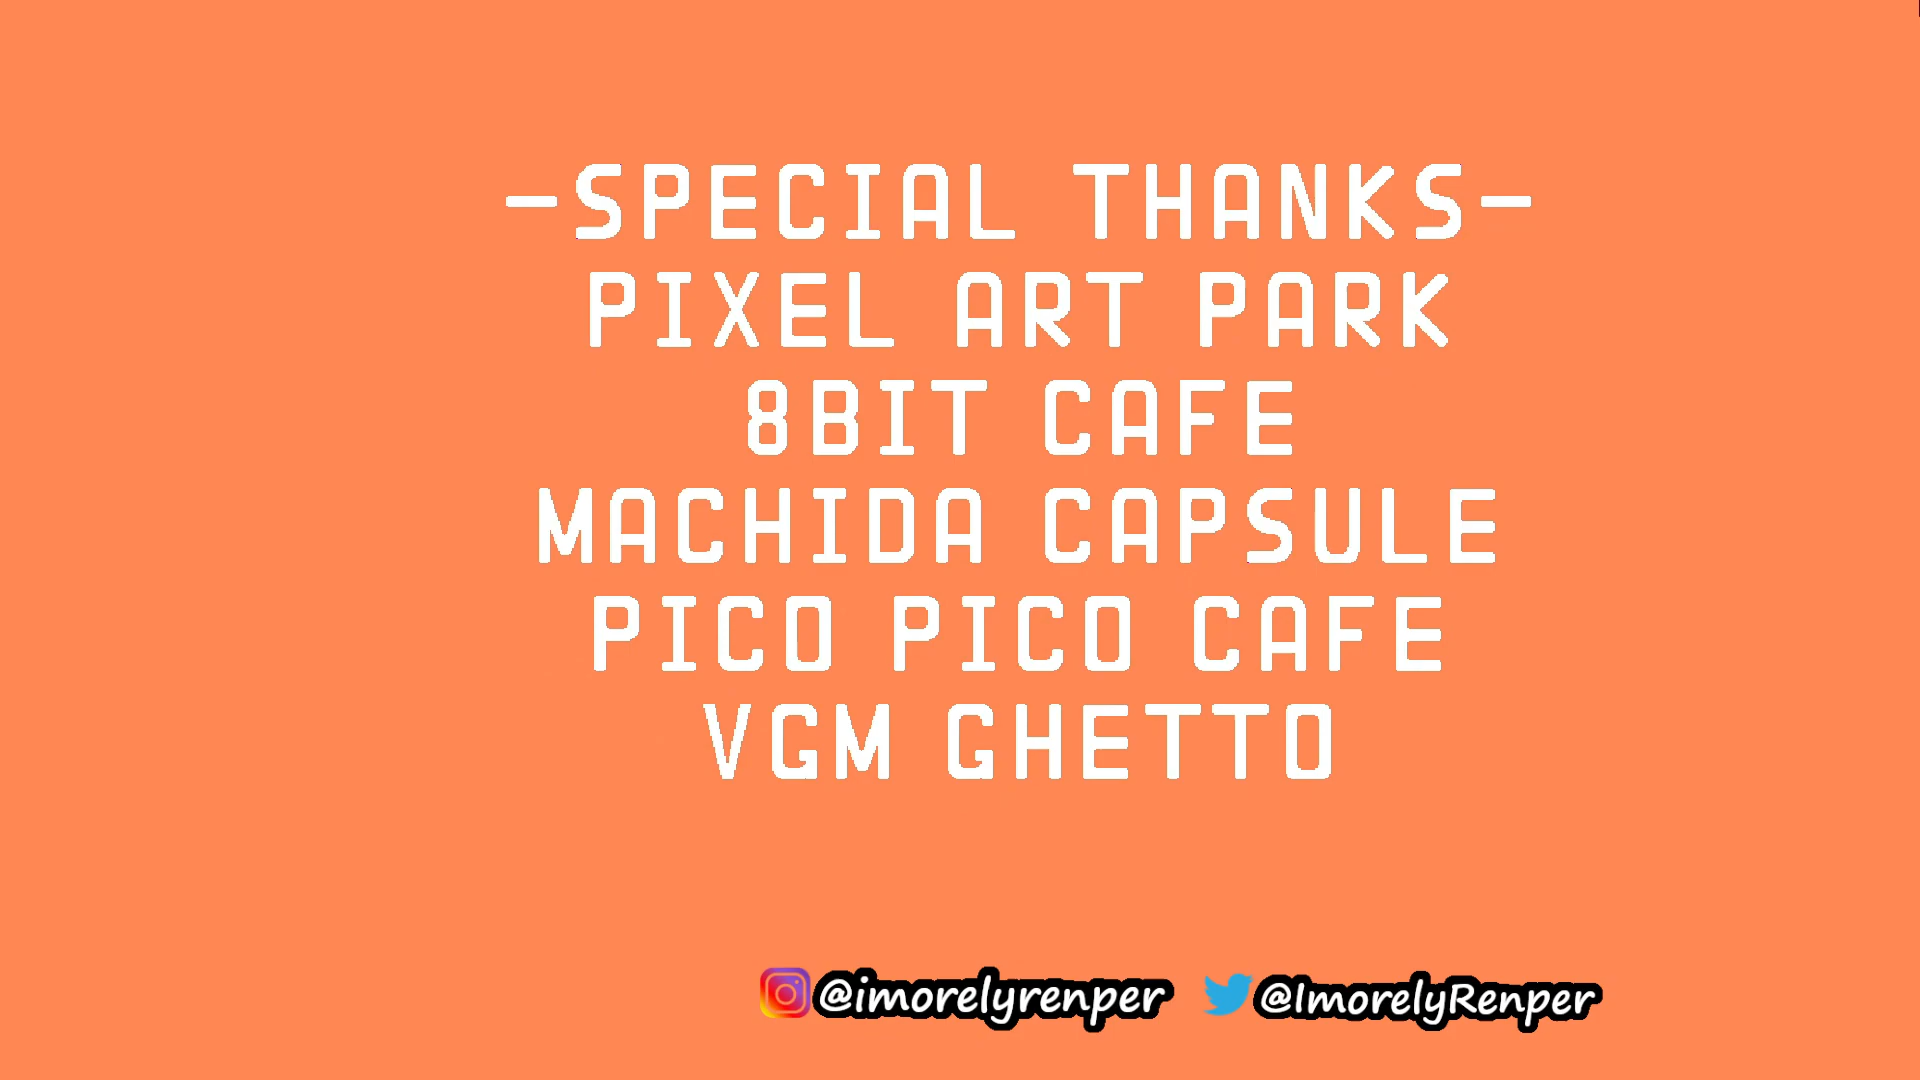 -SPECIAL THANKS-
PIXEL ART PARK
8BIT CAFE
MACHIDA CAPSULE
PICO PICO CAFE
VGM GHETTO
@imorelyrenper @ImorelyRenper